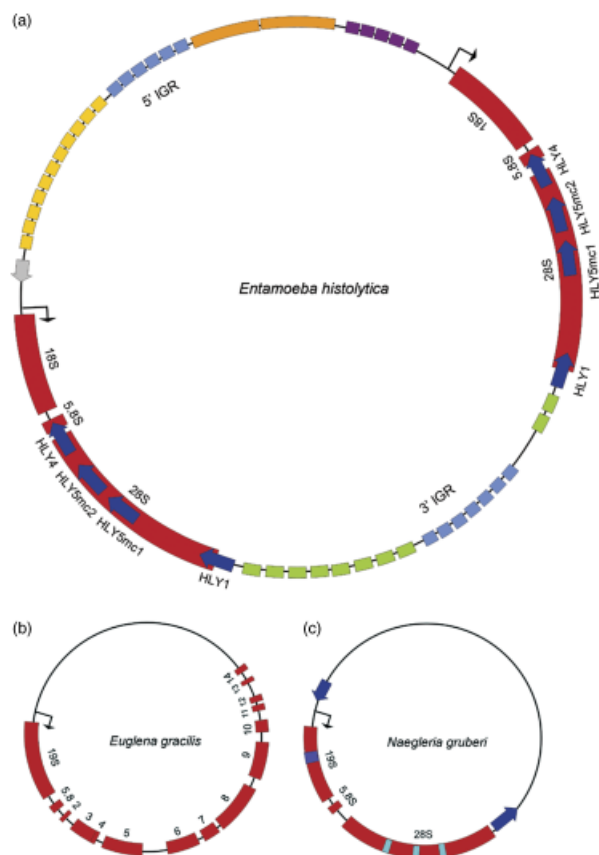 (a)
5' IGR
18S
5.8S
HLY4
HLY5mc2
28S
HLY5mc1
HLY1
Entamoeba histolytica
18S
5.8S
HLY4
HLY5mc2
28S
HLY5mc1
HLY1
3' IGR
(b)
Euglena gracilis
19S
5.8
2
3
4
5
6
7
8
9
10
11
12
13
14
(c)
Naegleria gruberi
19S
5.8S
28S